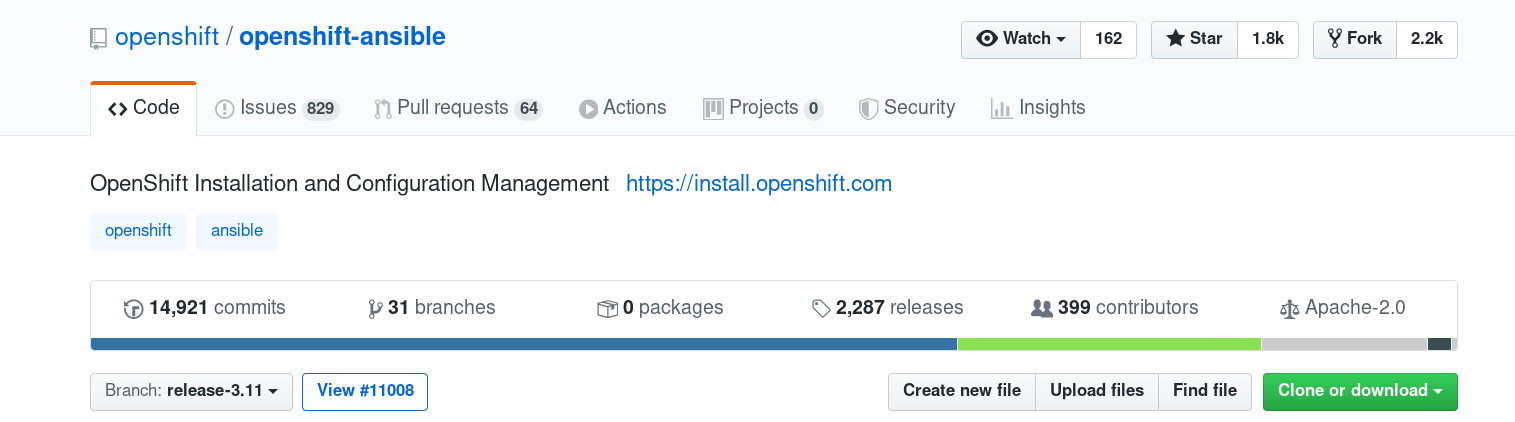 openshift / openshift-ansible Watch 162 Star 1.8k Fork 2.2k
Code Issues 829 Pull requests 64 Actions Projects 0 Security Insights
OpenShift Installation and Configuration Management https://install.openshift.com
openshift ansible
14,921 commits 31 branches 0 packages 2,287 releases 399 contributors Apache-2.0
Branch: release-3.11 View #11008 Create new file Upload files Find file Clone or download